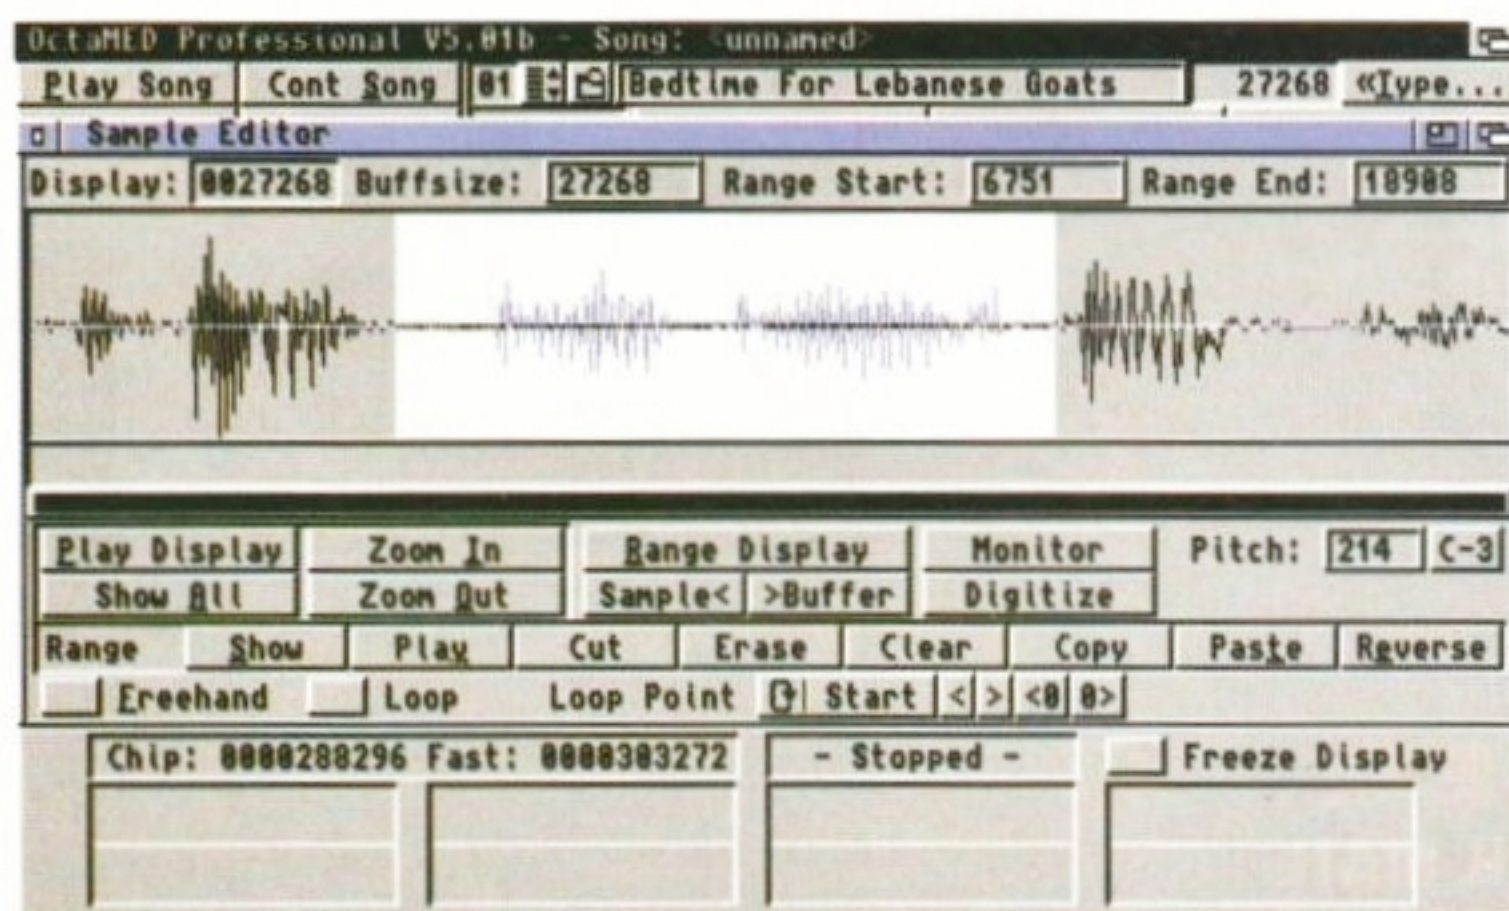 OctaMED Professional V5.01b - Song: <unnamed>
Play Song Cont Song 01 Bedtime For Lebanese Goats 27268 «Type...
Sample Editor
Display: 0027268 Buffsize: 27268 Range Start: 6751 Range End: 18908
Play Display Zoom In Range Display Monitor Pitch: 214 C-3
Show All Zoom Out Sample< >Buffer Digitize
Range Show Play Cut Erase Clear Copy Paste Reverse
Freehand Loop Loop Point Start < > <0 0>
Chip: 0000288296 Fast: 0000303272 - Stopped - Freeze Display